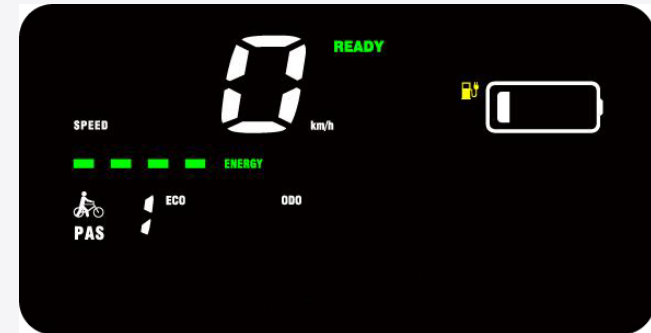 READY
0
SPEED km/h
ENERGY
1 ECO ODO
PAS